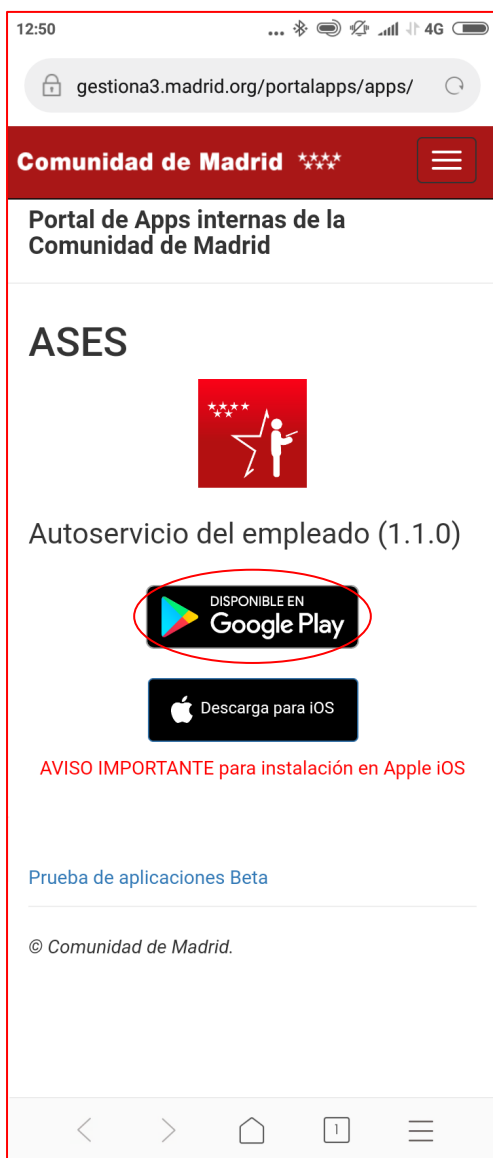 12:50
4G
gestiona3.madrid.org/portalapps/apps/
Comunidad de Madrid
Portal de Apps internas de la
Comunidad de Madrid
ASES
Autoservicio del empleado (1.1.0)
DISPONIBLE EN
Google Play
Descarga para iOS
AVISO IMPORTANTE para instalación en Apple iOS
Prueba de aplicaciones Beta
© Comunidad de Madrid.
1